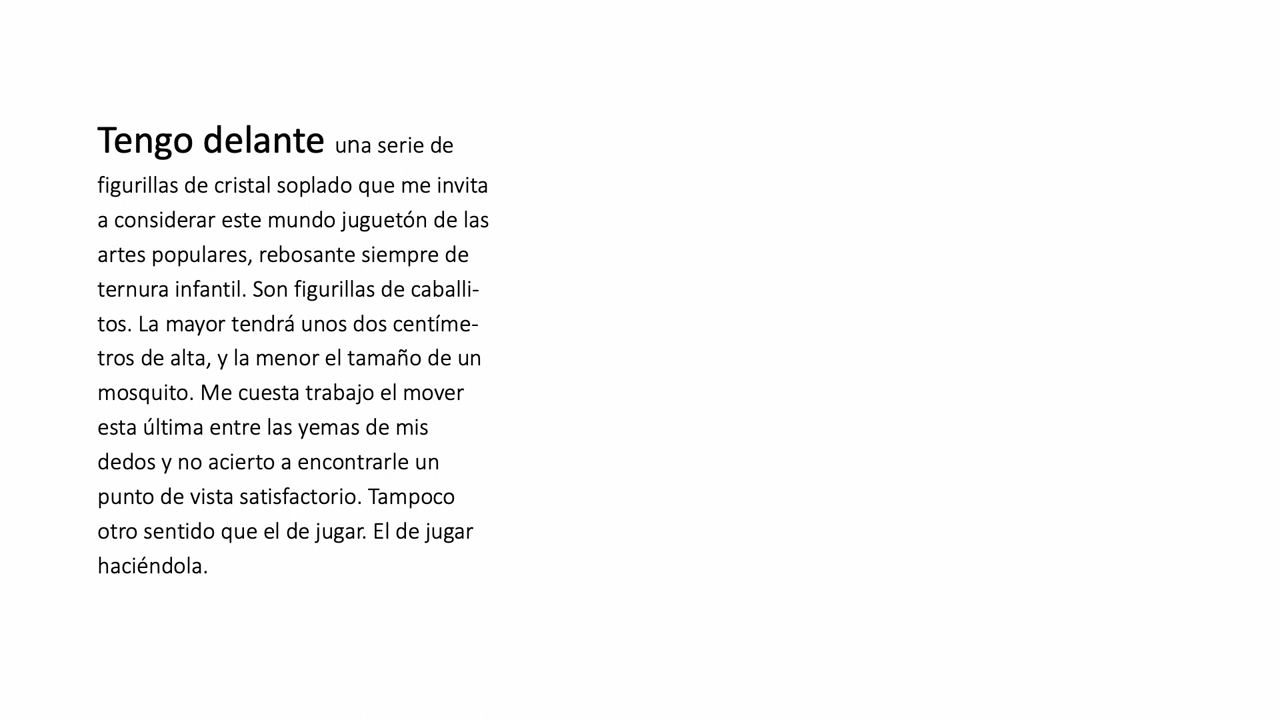 Tengo delante una serie de
figurillas de cristal soplado que me invita
a considerar este mundo juguetón de las
artes populares, rebosante siempre de
ternura infantil. Son figurillas de caballi-
tos. La mayor tendrá unos dos centíme-
tros de alta, y la menor el tamaño de un
mosquito. Me cuesta trabajo el mover
esta última entre las yemas de mis
dedos y no acierto a encontrarle un
punto de vista satisfactorio. Tampoco
otro sentido que el de jugar. El de jugar
haciéndola.